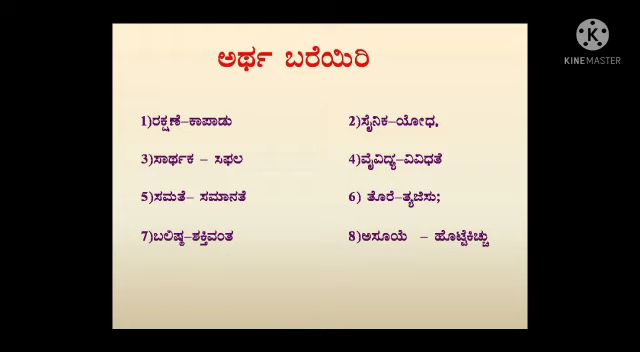 ಅರ್ಥ ಬರೆಯಿರಿ
K
KINEMASTER
1)ರಕ್ಷಣೆ–ಕಾಪಾಡು 2)ಸೈನಿಕ–ಯೋಧ.
3)ಸಾರ್ಥಕ – ಸಿಫಲ 4)ವೈವಿದ್ಯ–ವಿವಿಧತೆ
5)ಸಮತೆ– ಸಮಾನತೆ 6) ತೊರೆ–ತ್ಯಜಿಸು;
7)ಬಲಿಷ್ಠ–ಶಕ್ತಿವಂತ 8)ಅಸೂಯೆ – ಹೊಟ್ಟೆಕಿಚ್ಚು